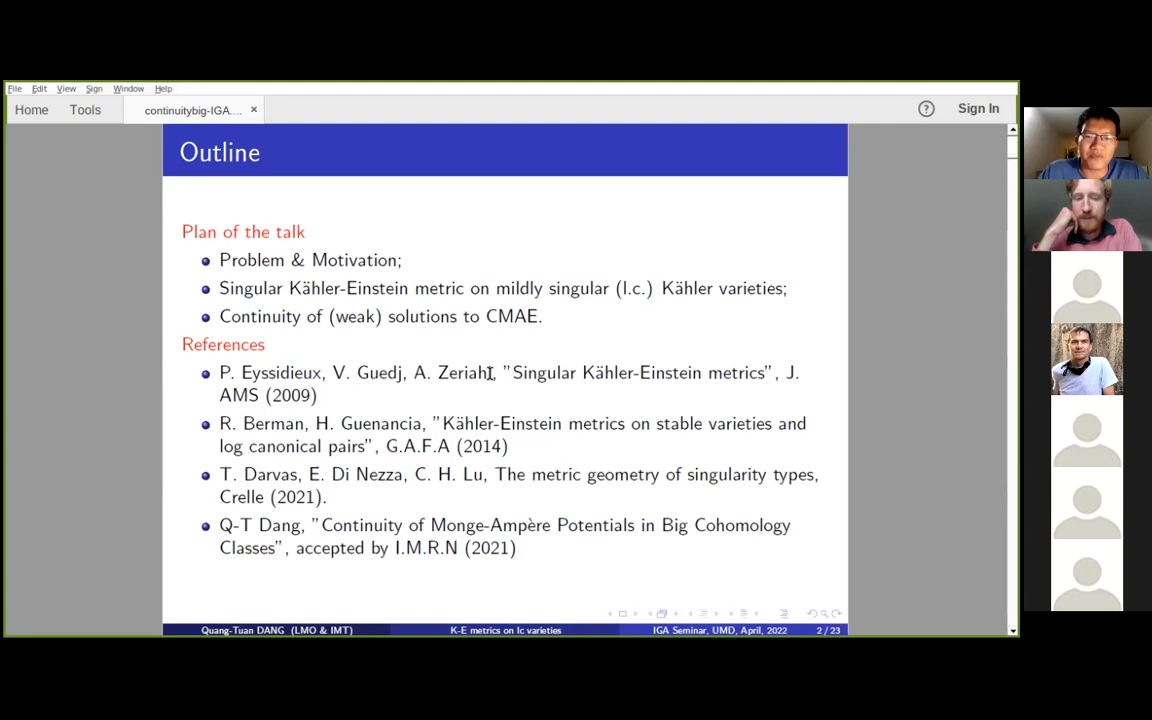 File Edit View Sign Window Help
Home Tools continuitybig-IGA.... × ? Sign In
Outline
Plan of the talk
Problem & Motivation;
Singular Kähler-Einstein metric on mildly singular (l.c.) Kähler varieties;
Continuity of (weak) solutions to CMAE.
References
P. Eyssidieux, V. Guedj, A. Zeriahi, "Singular Kähler-Einstein metrics", J.
AMS (2009)
R. Berman, H. Guenancia, "Kähler-Einstein metrics on stable varieties and
log canonical pairs", G.A.F.A (2014)
T. Darvas, E. Di Nezza, C. H. Lu, The metric geometry of singularity types,
Crelle (2021).
Q-T Dang, "Continuity of Monge-Ampère Potentials in Big Cohomology
Classes", accepted by I.M.R.N (2021)
Quang-Tuan DANG (LMO & IMT) K-E metrics on lc varieties IGA Seminar, UMD, April, 2022 2 / 23